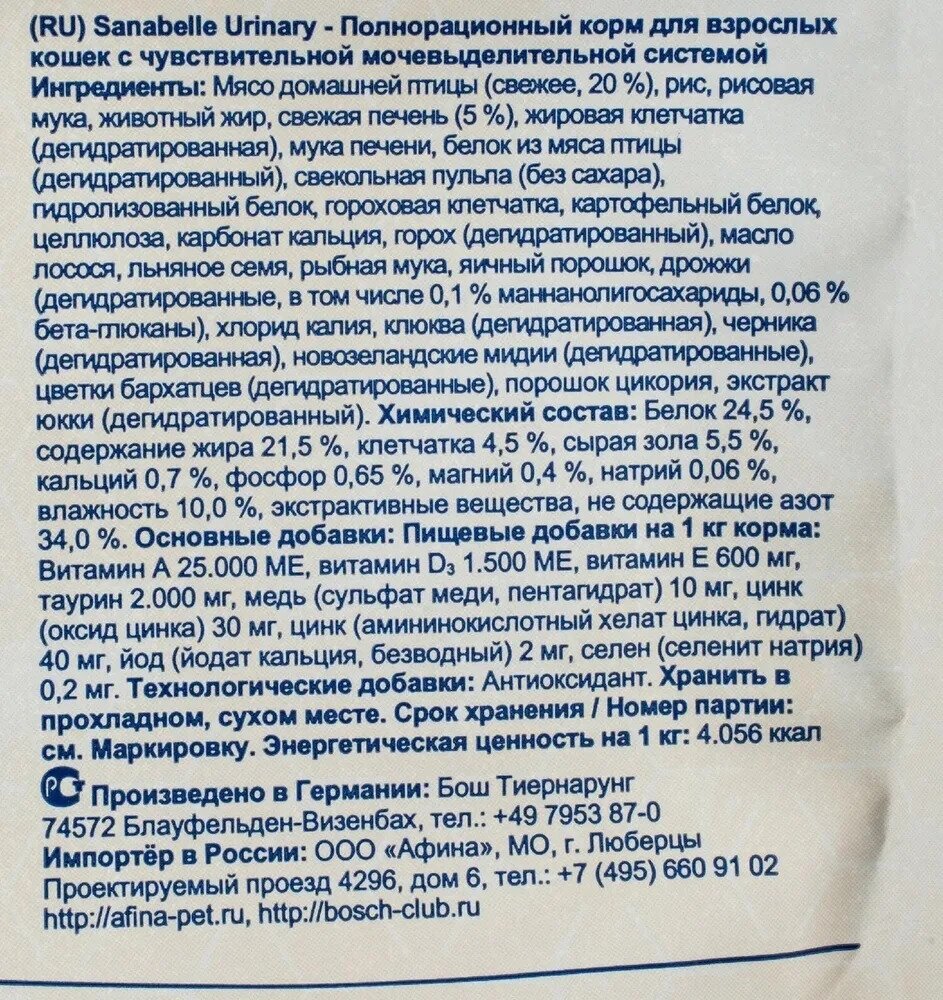 (RU) Sanabelle Urinary - Полнорационный корм для взрослых
кошек с чувствительной мочевыделительной системой
Ингредиенты: Мясо домашней птицы (свежее, 20 %), рис, рисовая
мука, животный жир, свежая печень (5 %), жировая клетчатка
(дегидратированная), мука печени, белок из мяса птицы
(дегидратированный), свекольная пульпа (без сахара),
гидролизованный белок, гороховая клетчатка, картофельный белок,
целлюлоза, карбонат кальция, горох (дегидратированный), масло
лосося, льняное семя, рыбная мука, яичный порошок, дрожжи
(дегидратированные, в том числе 0,1 % маннанолигосахариды, 0,06 %
бета-глюканы), хлорид калия, клюква (дегидратированная), черника
(дегидратированная), новозеландские мидии (дегидратированные),
цветки бархатцев (дегидратированные), порошок цикория, экстракт
юкки (дегидратированный). Химический состав: Белок 24,5 %,
содержание жира 21,5 %, клетчатка 4,5 %, сырая зола 5,5 %,
кальций 0,7 %, фосфор 0,65 %, магний 0,4 %, натрий 0,06 %,
влажность 10,0 %, экстрактивные вещества, не содержащие азот
34,0 %. Основные добавки: Пищевые добавки на 1 кг корма:
Витамин А 25.000 МЕ, витамин D₃ 1.500 МЕ, витамин Е 600 мг,
таурин 2.000 мг, медь (сульфат меди, пентагидрат) 10 мг, цинк
(оксид цинка) 30 мг, цинк (амининокислотный хелат цинка, гидрат)
40 мг, йод (йодат кальция, безводный) 2 мг, селен (селенит натрия)
0,2 мг. Технологические добавки: Антиоксидант. Хранить в
прохладном, сухом месте. Срок хранения / Номер партии:
см. Маркировку. Энергетическая ценность на 1 кг: 4.056 ккал
РСТ Произведено в Германии: Бош Тиернарунг
74572 Блауфельден-Визенбах, тел.: +49 7953 87-0
Импортёр в России: ООО «Афина», МО, г. Люберцы
Проектируемый проезд 4296, дом 6, тел.: +7 (495) 660 91 02
http://afina-pet.ru, http://bosch-club.ru